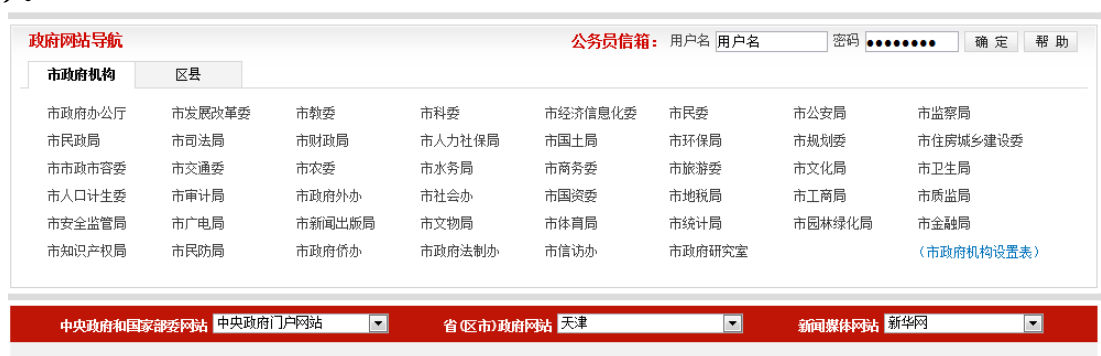 政府网站导航 公务员信箱： 用户名 用户名 密码 ●●●●●●●● 确 定 帮 助
市政府机构 区县
市政府办公厅 市发展改革委 市教委 市科委 市经济信息化委 市民委 市公安局 市监察局
市民政局 市司法局 市财政局 市人力社保局 市国土局 市环保局 市规划委 市住房城乡建设委
市市政市容委 市交通委 市农委 市水务局 市商务委 市旅游委 市文化局 市卫生局
市人口计生委 市审计局 市政府外办 市社会办 市国资委 市地税局 市工商局 市质监局
市安全监管局 市广电局 市新闻出版局 市文物局 市体育局 市统计局 市园林绿化局 市金融局
市知识产权局 市民防局 市政府侨办 市政府法制办 市信访办 市政府研究室 （市政府机构设置表）
中央政府和国家部委网站 中央政府门户网站 省(区市)政府网站 天津 新闻媒体网站 新华网